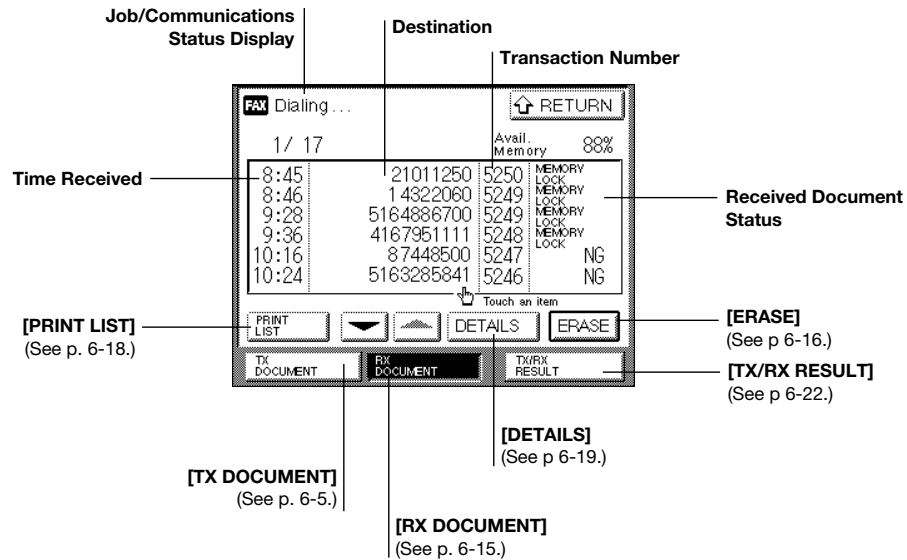 Job/Communications
Status Display
Destination
Transaction Number
FAX Dialing...
RETURN
1/ 17
Avail.
Memory
88%
Time Received
8:45 21011250 5250 MEMORY LOCK
8:46 14322060 5249 MEMORY LOCK
9:28 5164886700 5249 MEMORY LOCK
9:36 4167951111 5248 MEMORY LOCK
10:16 87448500 5247 NG
10:24 5163285841 5246 NG
Received Document
Status
Touch an item
[PRINT LIST]
(See p. 6-18.)
PRINT
LIST
DETAILS
ERASE
[ERASE]
(See p 6-16.)
TX
DOCUMENT
RX
DOCUMENT
TX/RX
RESULT
[TX/RX RESULT]
(See p 6-22.)
[DETAILS]
(See p 6-19.)
[TX DOCUMENT]
(See p. 6-5.)
[RX DOCUMENT]
(See p. 6-15.)